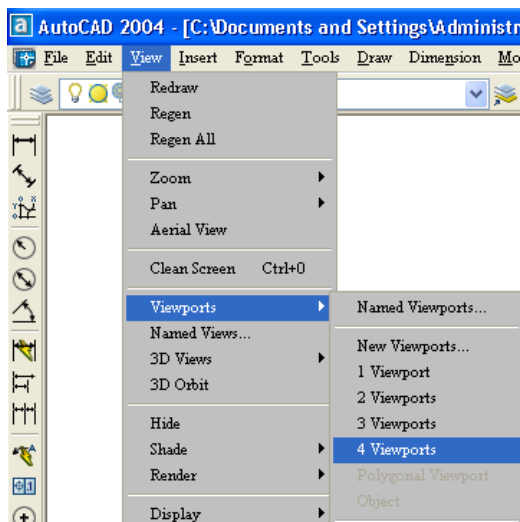 a AutoCAD 2004 - [C:\Documents and Settings\Administr
File Edit View Insert Format Tools Draw Dimension Mo
Redraw
Regen
Regen All
Zoom
Pan
Aerial View
Clean Screen Ctrl+0
Viewports
Named Views...
3D Views
3D Orbit
Hide
Shade
Render
Display
Named Viewports...
New Viewports...
1 Viewport
2 Viewports
3 Viewports
4 Viewports
Polygonal Viewport
Object